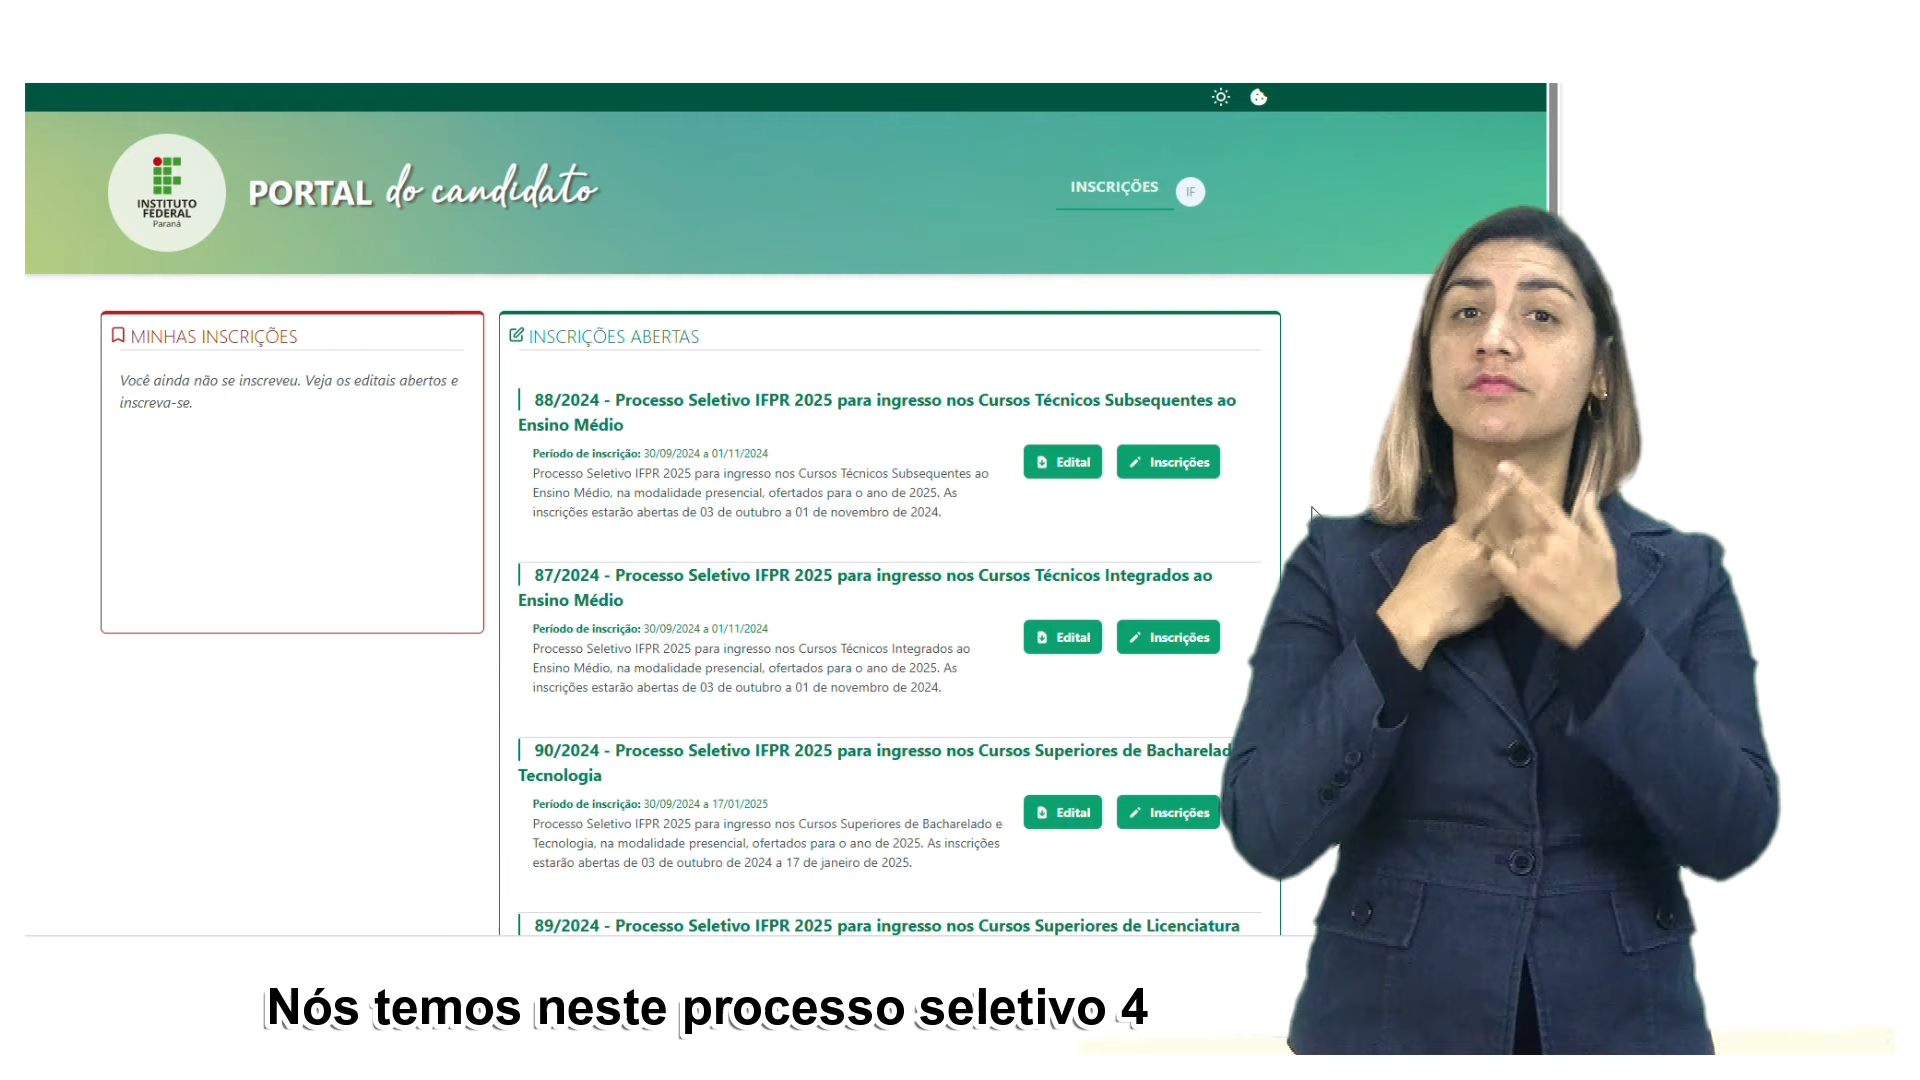 INSTITUTO
FEDERAL
Paraná
PORTAL do candidato
INSCRIÇÕES
IF
MINHAS INSCRIÇÕES
Você ainda não se inscreveu. Veja os editais abertos e
inscreva-se.
INSCRIÇÕES ABERTAS
88/2024 - Processo Seletivo IFPR 2025 para ingresso nos Cursos Técnicos Subsequentes ao
Ensino Médio
Período de inscrição: 30/09/2024 a 01/11/2024
Processo Seletivo IFPR 2025 para ingresso nos Cursos Técnicos Subsequentes ao
Ensino Médio, na modalidade presencial, ofertados para o ano de 2025. As
inscrições estarão abertas de 03 de outubro a 01 de novembro de 2024.
Edital
Inscrições
87/2024 - Processo Seletivo IFPR 2025 para ingresso nos Cursos Técnicos Integrados ao
Ensino Médio
Período de inscrição: 30/09/2024 a 01/11/2024
Processo Seletivo IFPR 2025 para ingresso nos Cursos Técnicos Integrados ao
Ensino Médio, na modalidade presencial, ofertados para o ano de 2025. As
inscrições estarão abertas de 03 de outubro a 01 de novembro de 2024.
Edital
Inscrições
90/2024 - Processo Seletivo IFPR 2025 para ingresso nos Cursos Superiores de Bacharelad
Tecnologia
Período de inscrição: 30/09/2024 a 17/01/2025
Processo Seletivo IFPR 2025 para ingresso nos Cursos Superiores de Bacharelado e
Tecnologia, na modalidade presencial, ofertados para o ano de 2025. As inscrições
estarão abertas de 03 de outubro de 2024 a 17 de janeiro de 2025.
Edital
Inscrições
89/2024 - Processo Seletivo IFPR 2025 para ingresso nos Cursos Superiores de Licenciatura
Nós temos neste processo seletivo 4